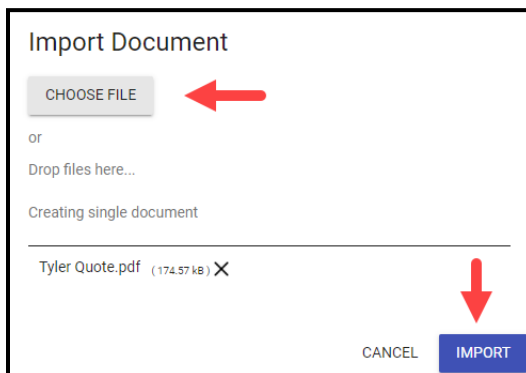 Import Document
CHOOSE FILE
or
Drop files here...
Creating single document
Tyler Quote.pdf ( 174.57 kB ) X
CANCEL IMPORT